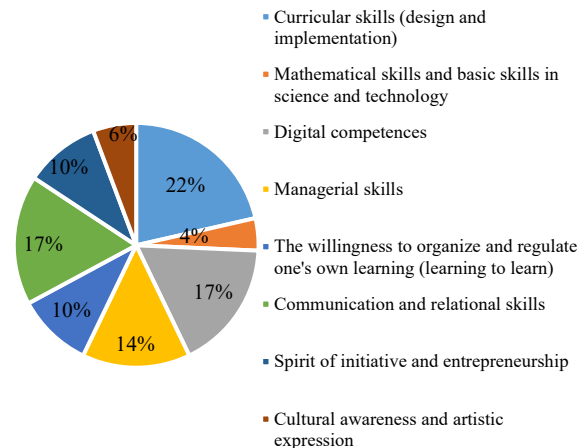 Curricular skills (design and
implementation)
Mathematical skills and basic skills in
science and technology
Digital competences
Managerial skills
The willingness to organize and regulate
one's own learning (learning to learn)
Communication and relational skills
Spirit of initiative and entrepreneurship
Cultural awareness and artistic
expression
22%
4%
17%
14%
10%
17%
10%
6%